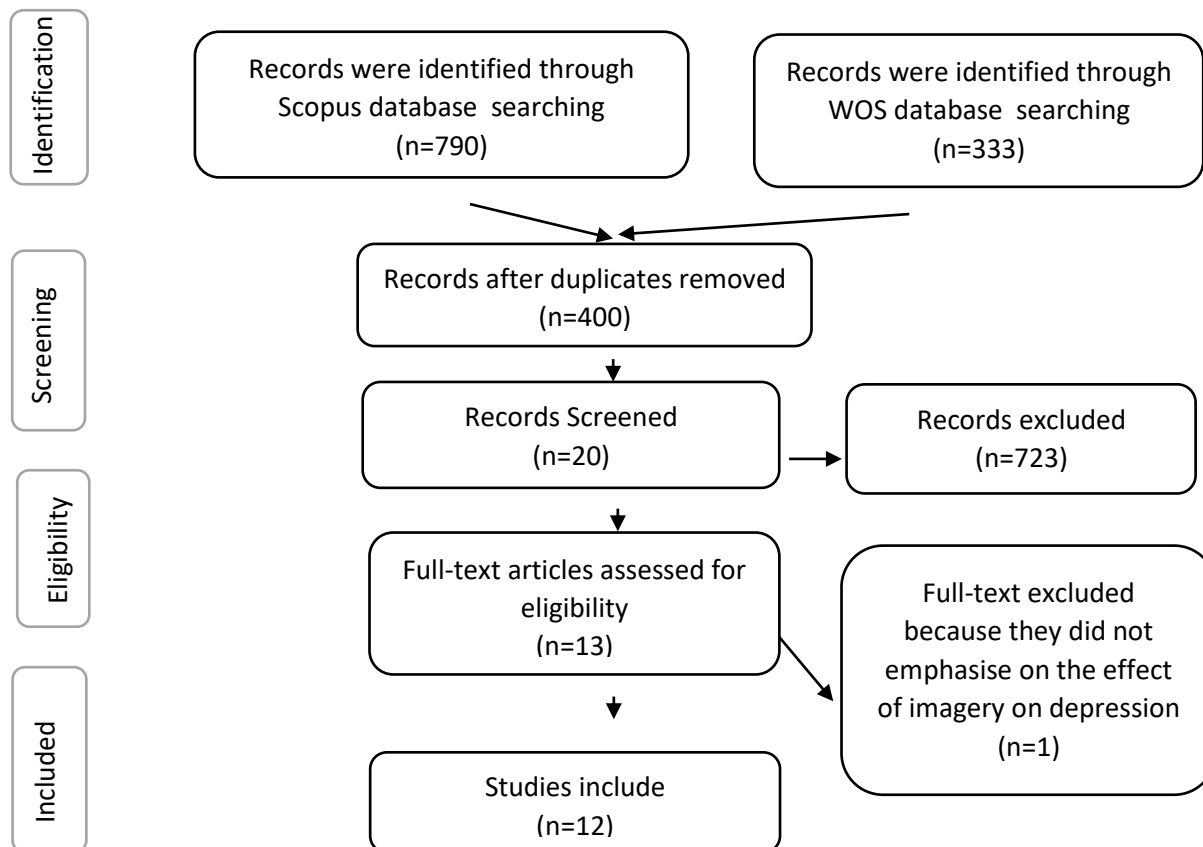 Identification
Records were identified through
Scopus database searching
(n=790)
Records were identified through
WOS database searching
(n=333)
Screening
Records after duplicates removed
(n=400)
Records Screened
(n=20)
Records excluded
(n=723)
Eligibility
Full-text articles assessed for
eligibility
(n=13)
Full-text excluded
because they did not
emphasise on the effect
of imagery on depression
(n=1)
Included
Studies include
(n=12)